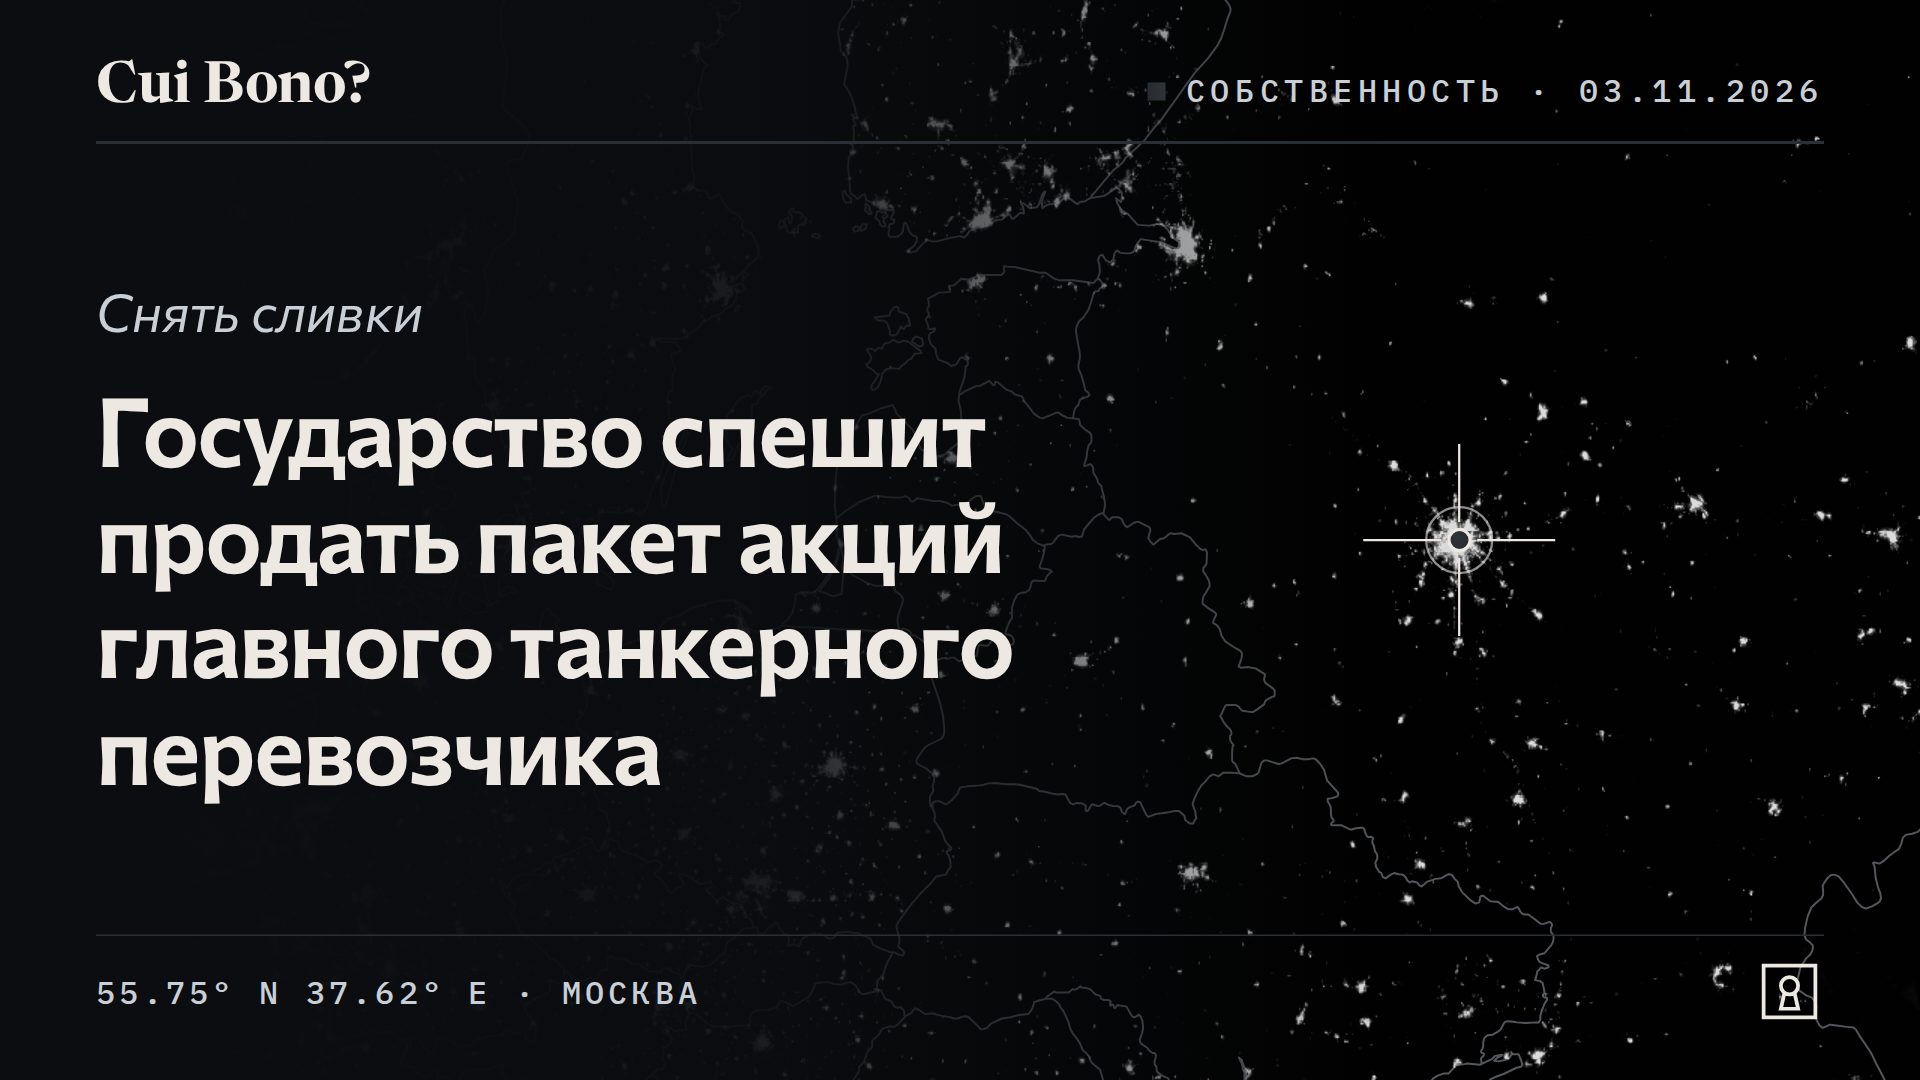 Cui Bono?
СОБСТВЕННОСТЬ · 03.11.2026
Снять сливки
Государство спешит
продать пакет акций
главного танкерного
перевозчика
55.75° N 37.62° E · МОСКВА